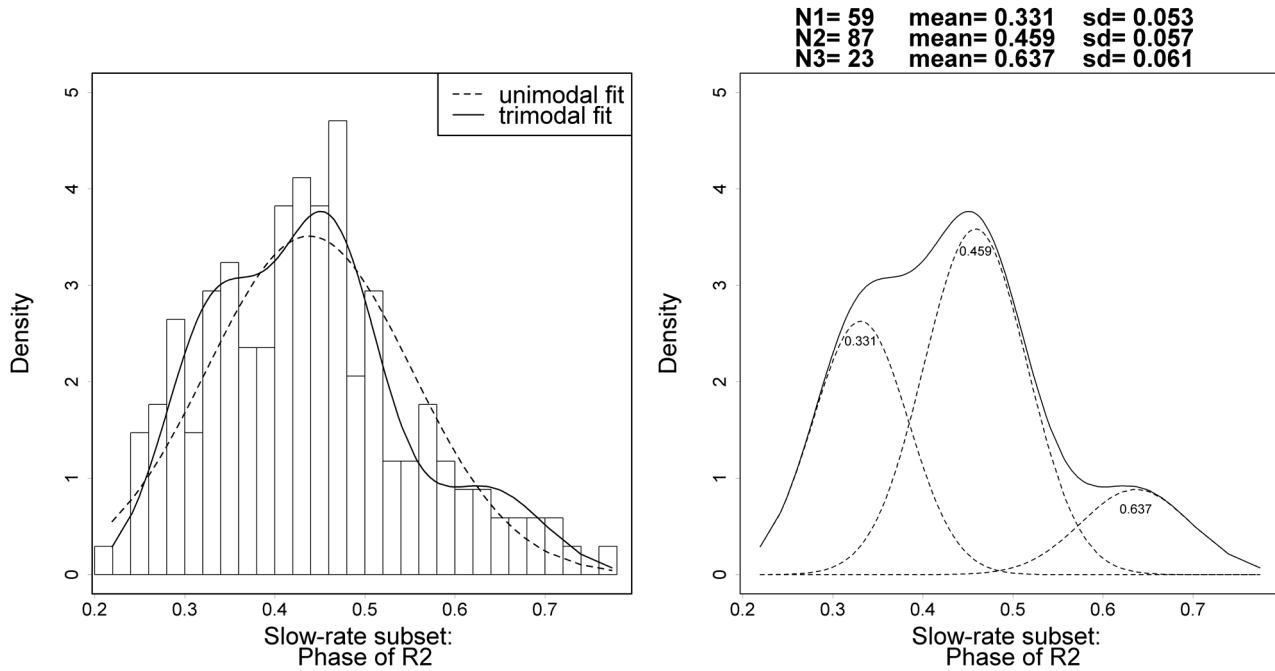 unimodal fit
trimodal fit
Density
5
4
3
2
1
0
0.2 0.3 0.4 0.5 0.6 0.7
Slow-rate subset:
Phase of R2
N1= 59 mean= 0.331 sd= 0.053
N2= 87 mean= 0.459 sd= 0.057
N3= 23 mean= 0.637 sd= 0.061
Density
5
4
3
2
1
0
0.459
0.331
0.637
0.2 0.3 0.4 0.5 0.6 0.7
Slow-rate subset:
Phase of R2